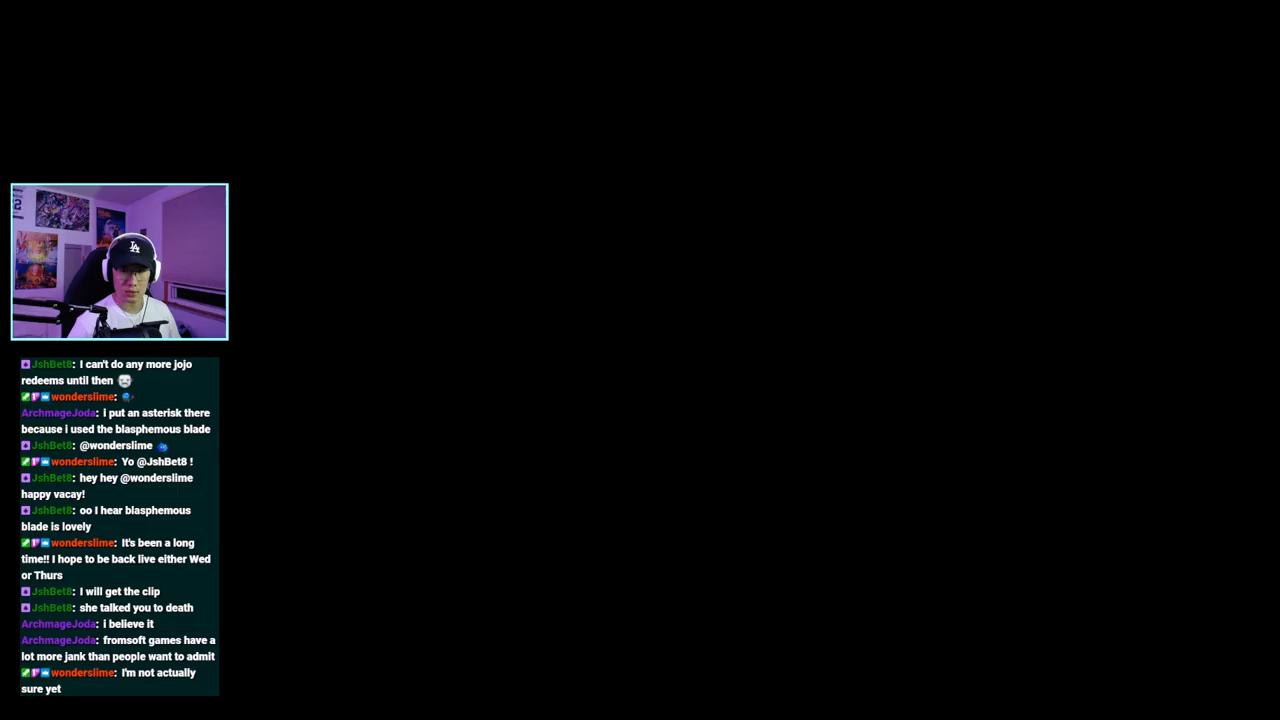 2
LA
JshBet8: I can't do any more jojo
redeems until then
wonderslime:
ArchmageJoda: i put an asterisk there
because i used the blasphemous blade
JshBet8: @wonderslime
wonderslime: Yo @JshBet8 !
JshBet8: hey hey @wonderslime
happy vacay!
JshBet8: oo I hear blasphemous
blade is lovely
wonderslime: It's been a long
time!! I hope to be back live either Wed
or Thurs
JshBet8: I will get the clip
JshBet8: she talked you to death
ArchmageJoda: i believe it
ArchmageJoda: fromsoft games have a
lot more jank than people want to admit
wonderslime: I'm not actually
sure yet